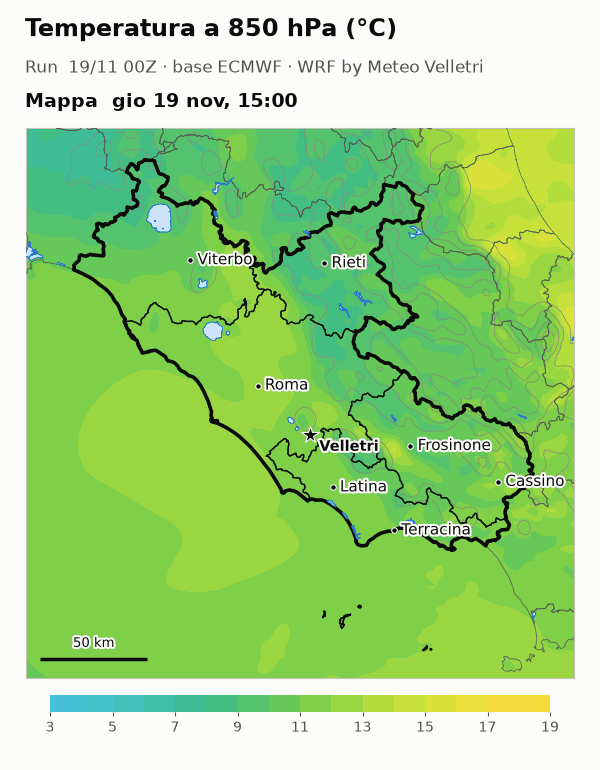 Temperatura a 850 hPa (°C)
Run  19/11 00Z · base ECMWF · WRF by Meteo Velletri
Mappa  gio 19 nov, 15:00
Viterbo
Rieti
Roma
Velletri
Frosinone
Latina
Cassino
Terracina
50 km
3 5 7 9 11 13 15 17 19